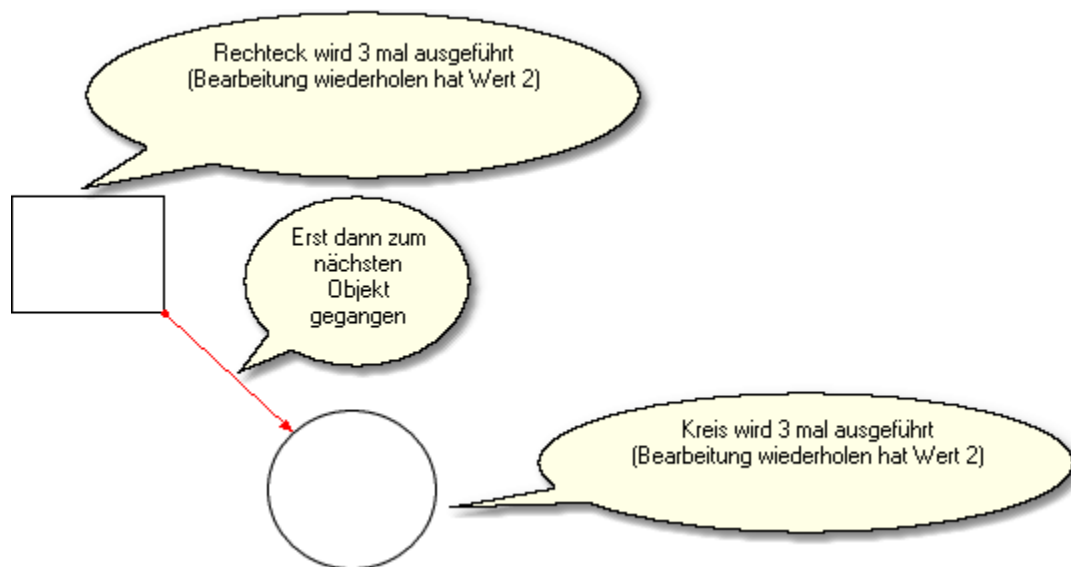 Rechteck wird 3 mal ausgeführt
(Bearbeitung wiederholen hat Wert 2)
Erst dann zum
nächsten
Objekt
gegangen
Kreis wird 3 mal ausgeführt
(Bearbeitung wiederholen hat Wert 2)